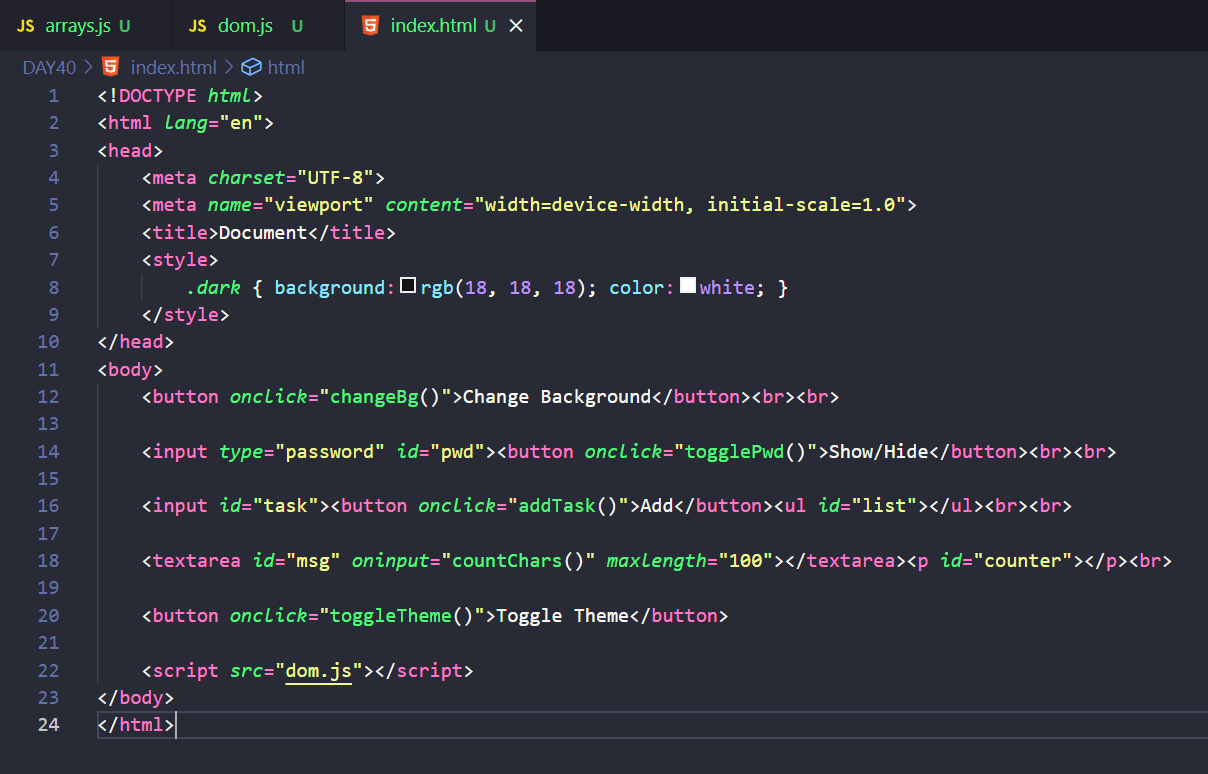 JS arrays.js U JS dom.js U index.html U
DAY40 > index.html > html
1 <!DOCTYPE html>
2 <html lang="en">
3 <head>
4 <meta charset="UTF-8">
5 <meta name="viewport" content="width=device-width, initial-scale=1.0">
6 <title>Document</title>
7 <style>
8 .dark { background: rgb(18, 18, 18); color: white; }
9 </style>
10 </head>
11 <body>
12 <button onclick="changeBg()">Change Background</button><br><br>
13
14 <input type="password" id="pwd"><button onclick="togglePwd()">Show/Hide</button><br><br>
15
16 <input id="task"><button onclick="addTask()">Add</button><ul id="list"></ul><br><br>
17
18 <textarea id="msg" oninput="countChars()" maxlength="100"></textarea><p id="counter"></p><br>
19
20 <button onclick="toggleTheme()">Toggle Theme</button>
21
22 <script src="dom.js"></script>
23 </body>
24 </html>